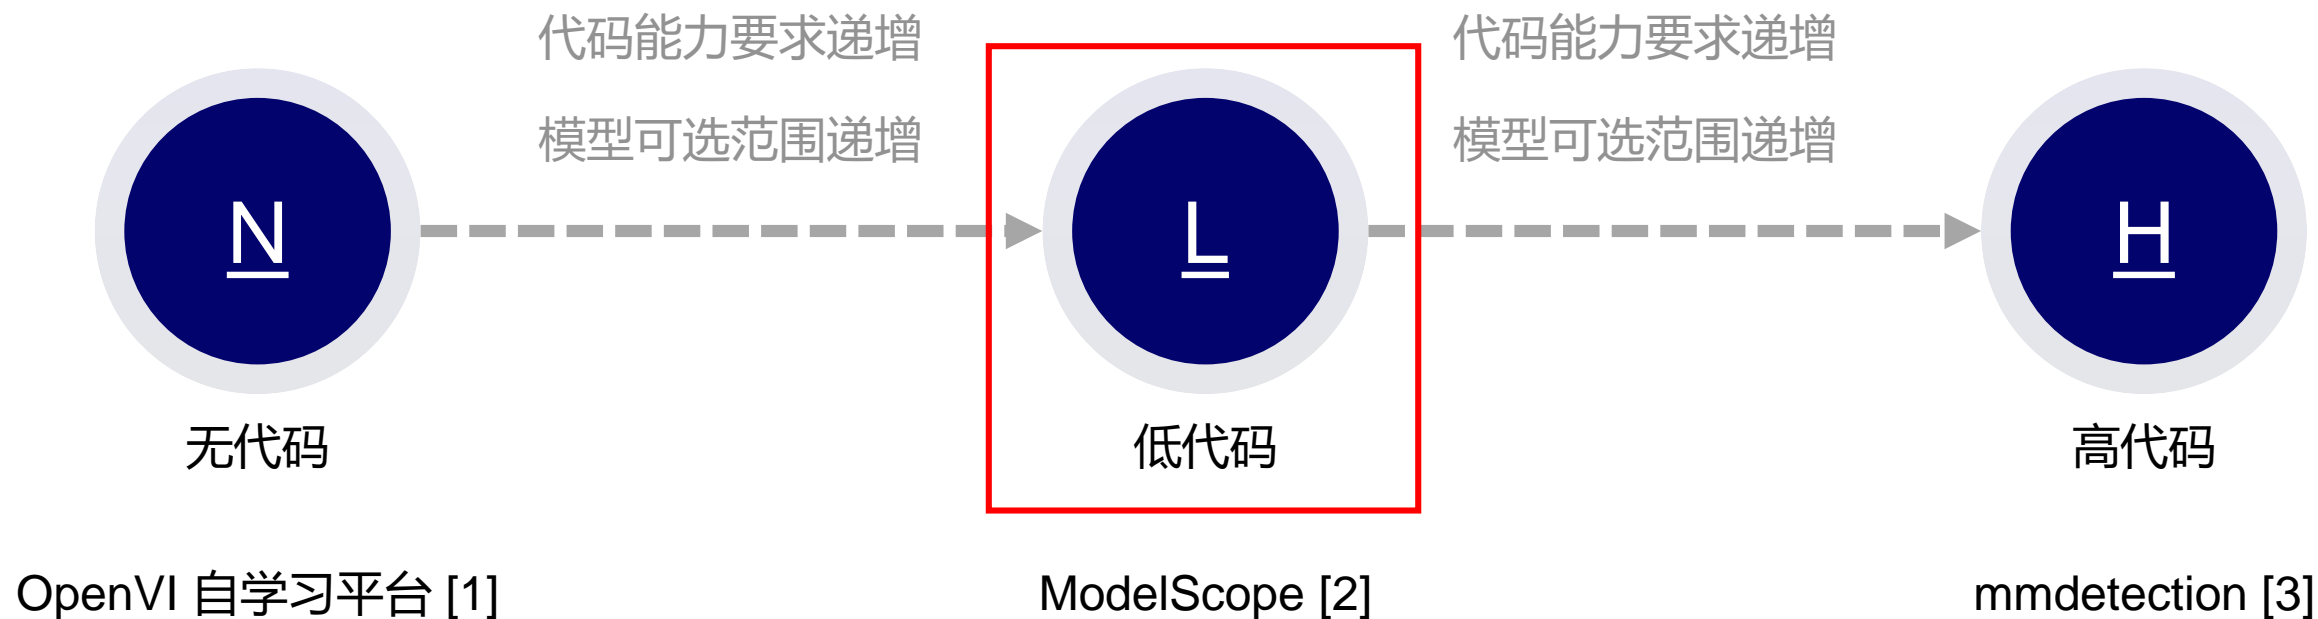 代码能力要求递增
模型可选范围递增
代码能力要求递增
模型可选范围递增
N
L
H
无代码
低代码
高代码
OpenVI 自学习平台 [1]
ModelScope [2]
mmdetection [3]